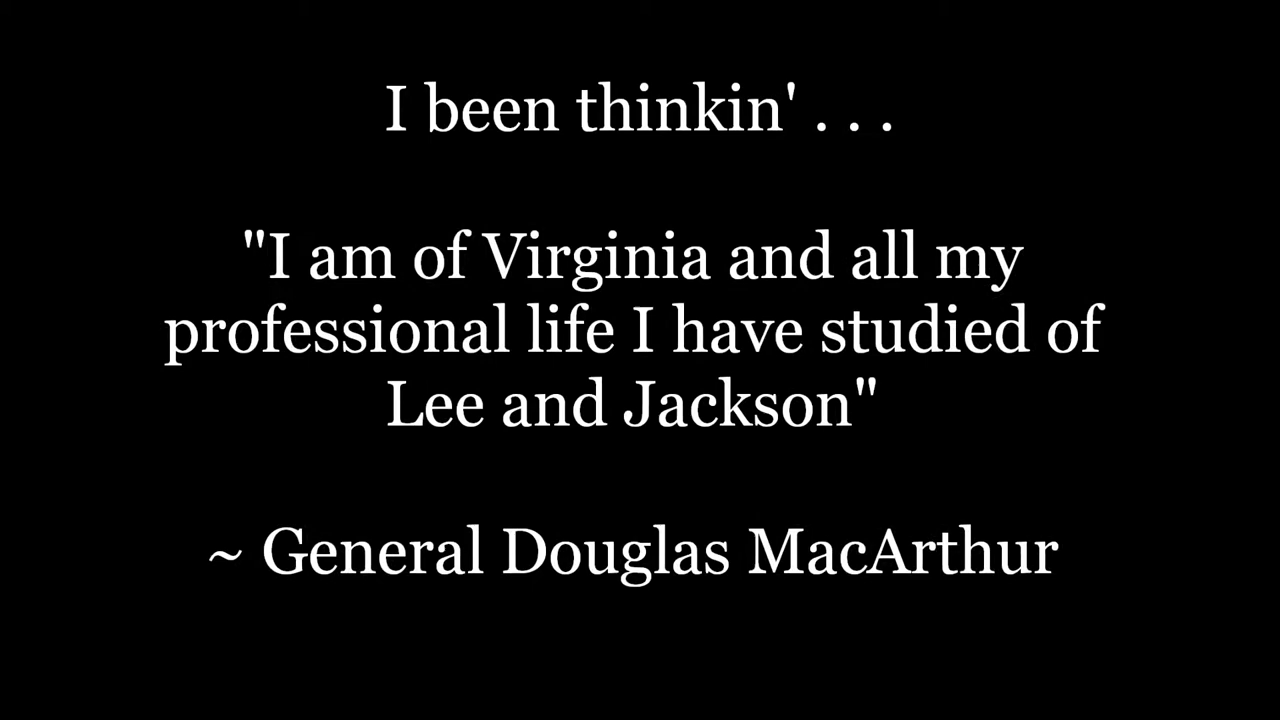 I been thinkin' . . .
"I am of Virginia and all my
professional life I have studied of
Lee and Jackson"
~ General Douglas MacArthur